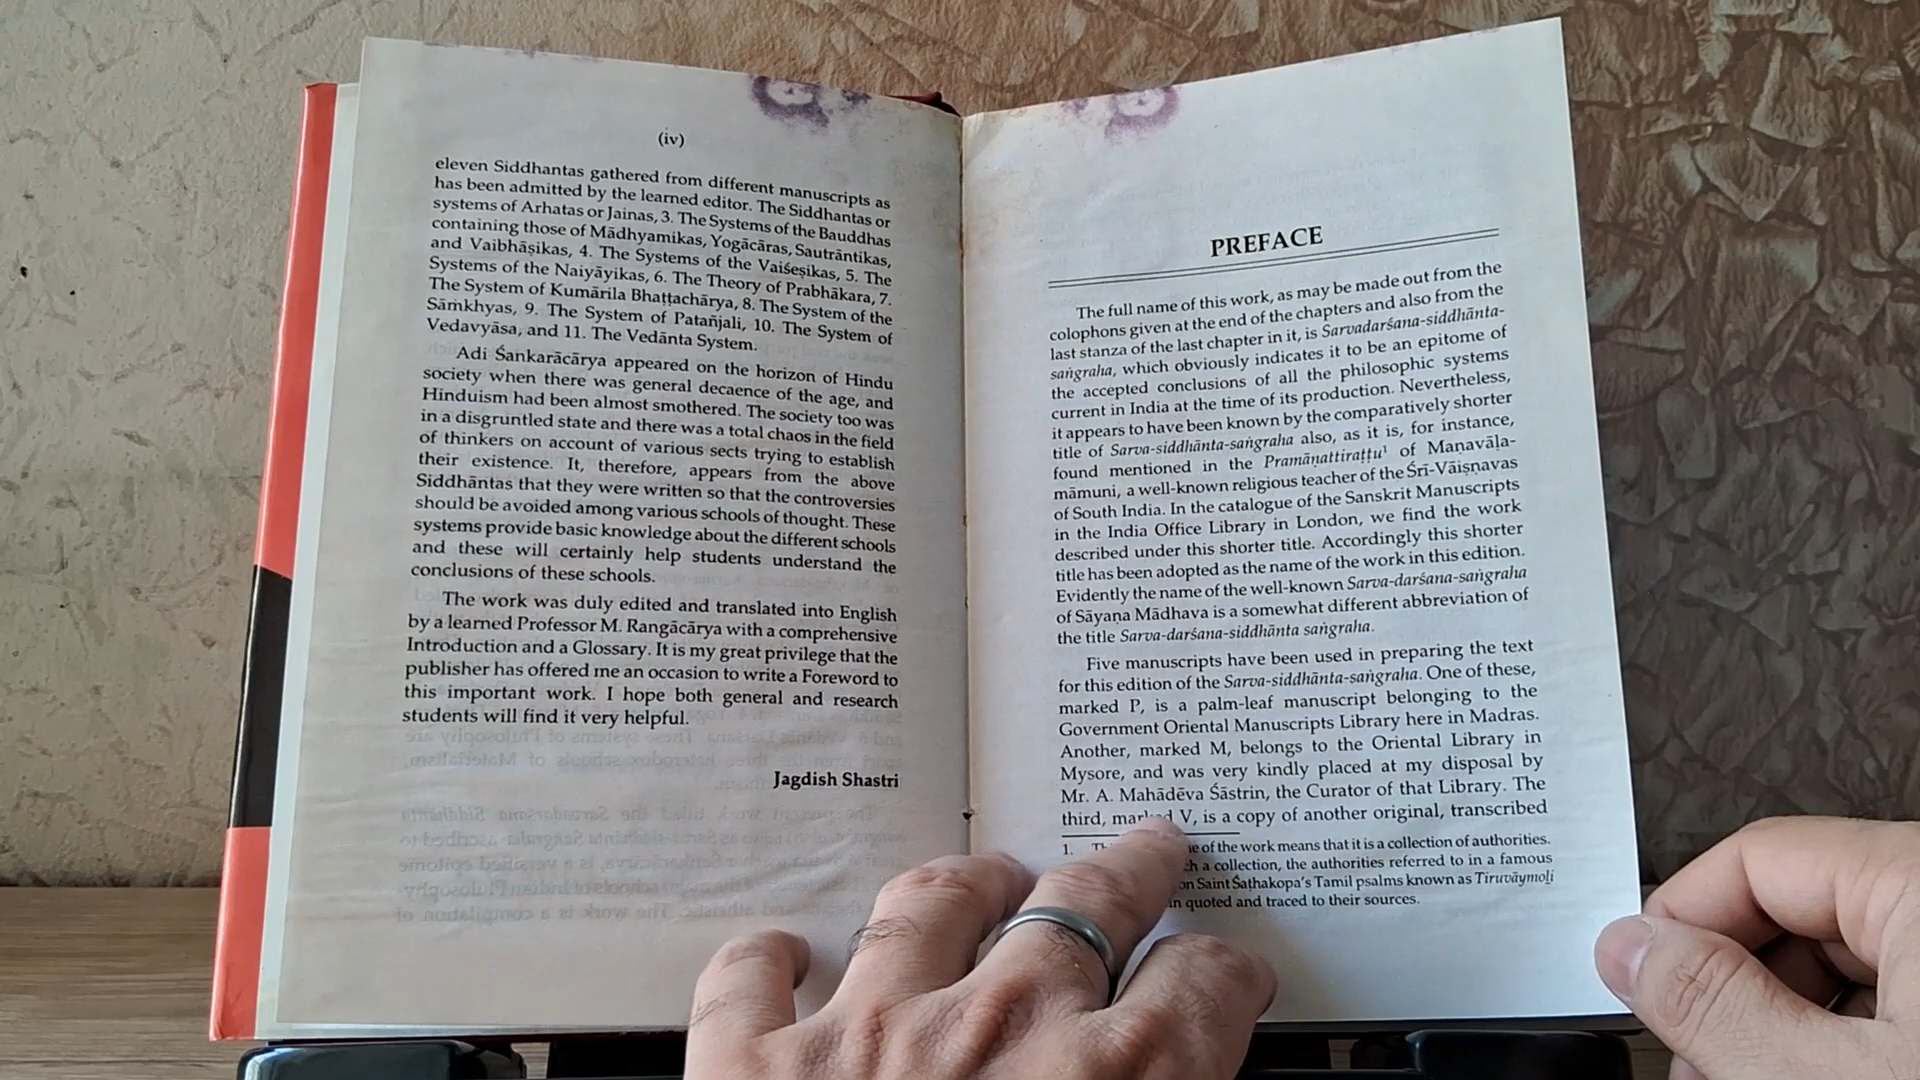 (iv)
eleven Siddhantas gathered from different manuscripts as
has been admitted by the learned editor. The Siddhantas or
systems of Arhatas or Jainas, 3. The Systems of the Bauddhas
containing those of Mādhyamikas, Yogācāras, Sautrāntikas,
and Vaibhāṣikas, 4. The Systems of the Vaiśeṣikas, 5. The
Systems of the Naiyāyikas, 6. The Theory of Prabhākara, 7.
The System of Kumārila Bhaṭṭachārya, 8. The System of the
Sāṁkhyas, 9. The System of Patañjali, 10. The System of
Vedavyāsa, and 11. The Vedānta System.
Adi Śankarācārya appeared on the horizon of Hindu
society when there was general decaence of the age, and
Hinduism had been almost smothered. The society too was
in a disgruntled state and there was a total chaos in the field
of thinkers on account of various sects trying to establish
their existence. It, therefore, appears from the above
Siddhāntas that they were written so that the controversies
should be avoided among various schools of thought. These
systems provide basic knowledge about the different schools
and these will certainly help students understand the
conclusions of these schools.
The work was duly edited and translated into English
by a learned Professor M. Rangācārya with a comprehensive
Introduction and a Glossary. It is my great privilege that the
publisher has offered me an occasion to write a Foreword to
this important work. I hope both general and research
students will find it very helpful.
Jagdish Shastri
PREFACE
The full name of this work, as may be made out from the
colophons given at the end of the chapters and also from the
last stanza of the last chapter in it, is Sarvadarśana-siddhānta-
saṅgraha, which obviously indicates it to be an epitome of
the accepted conclusions of all the philosophic systems
current in India at the time of its production. Nevertheless,
it appears to have been known by the comparatively shorter
title of Sarva-siddhānta-saṅgraha also, as it is, for instance,
found mentioned in the Pramāṇattiraṭṭu¹ of Maṇavāḷa-
māmuni, a well-known religious teacher of the Śrī-Vāiṣṇavas
of South India. In the catalogue of the Sanskrit Manuscripts
in the India Office Library in London, we find the work
described under this shorter title. Accordingly this shorter
title has been adopted as the name of the work in this edition.
Evidently the name of the well-known Sarva-darśana-saṅgraha
of Sāyaṇa Mādhava is a somewhat different abbreviation of
the title Sarva-darśana-siddhānta saṅgraha.
Five manuscripts have been used in preparing the text
for this edition of the Sarva-siddhānta-saṅgraha. One of these,
marked P, is a palm-leaf manuscript belonging to the
Government Oriental Manuscripts Library here in Madras.
Another, marked M, belongs to the Oriental Library in
Mysore, and was very kindly placed at my disposal by
Mr. A. Mahādēva Śāstrin, the Curator of that Library. The
third, marked V, is a copy of another original, transcribed
1. of the work means that it is a collection of authorities.
a collection, the authorities referred to in a famous
on Saint Śaṭhakopa's Tamil psalms known as Tiruvāymoḻi
quoted and traced to their sources.